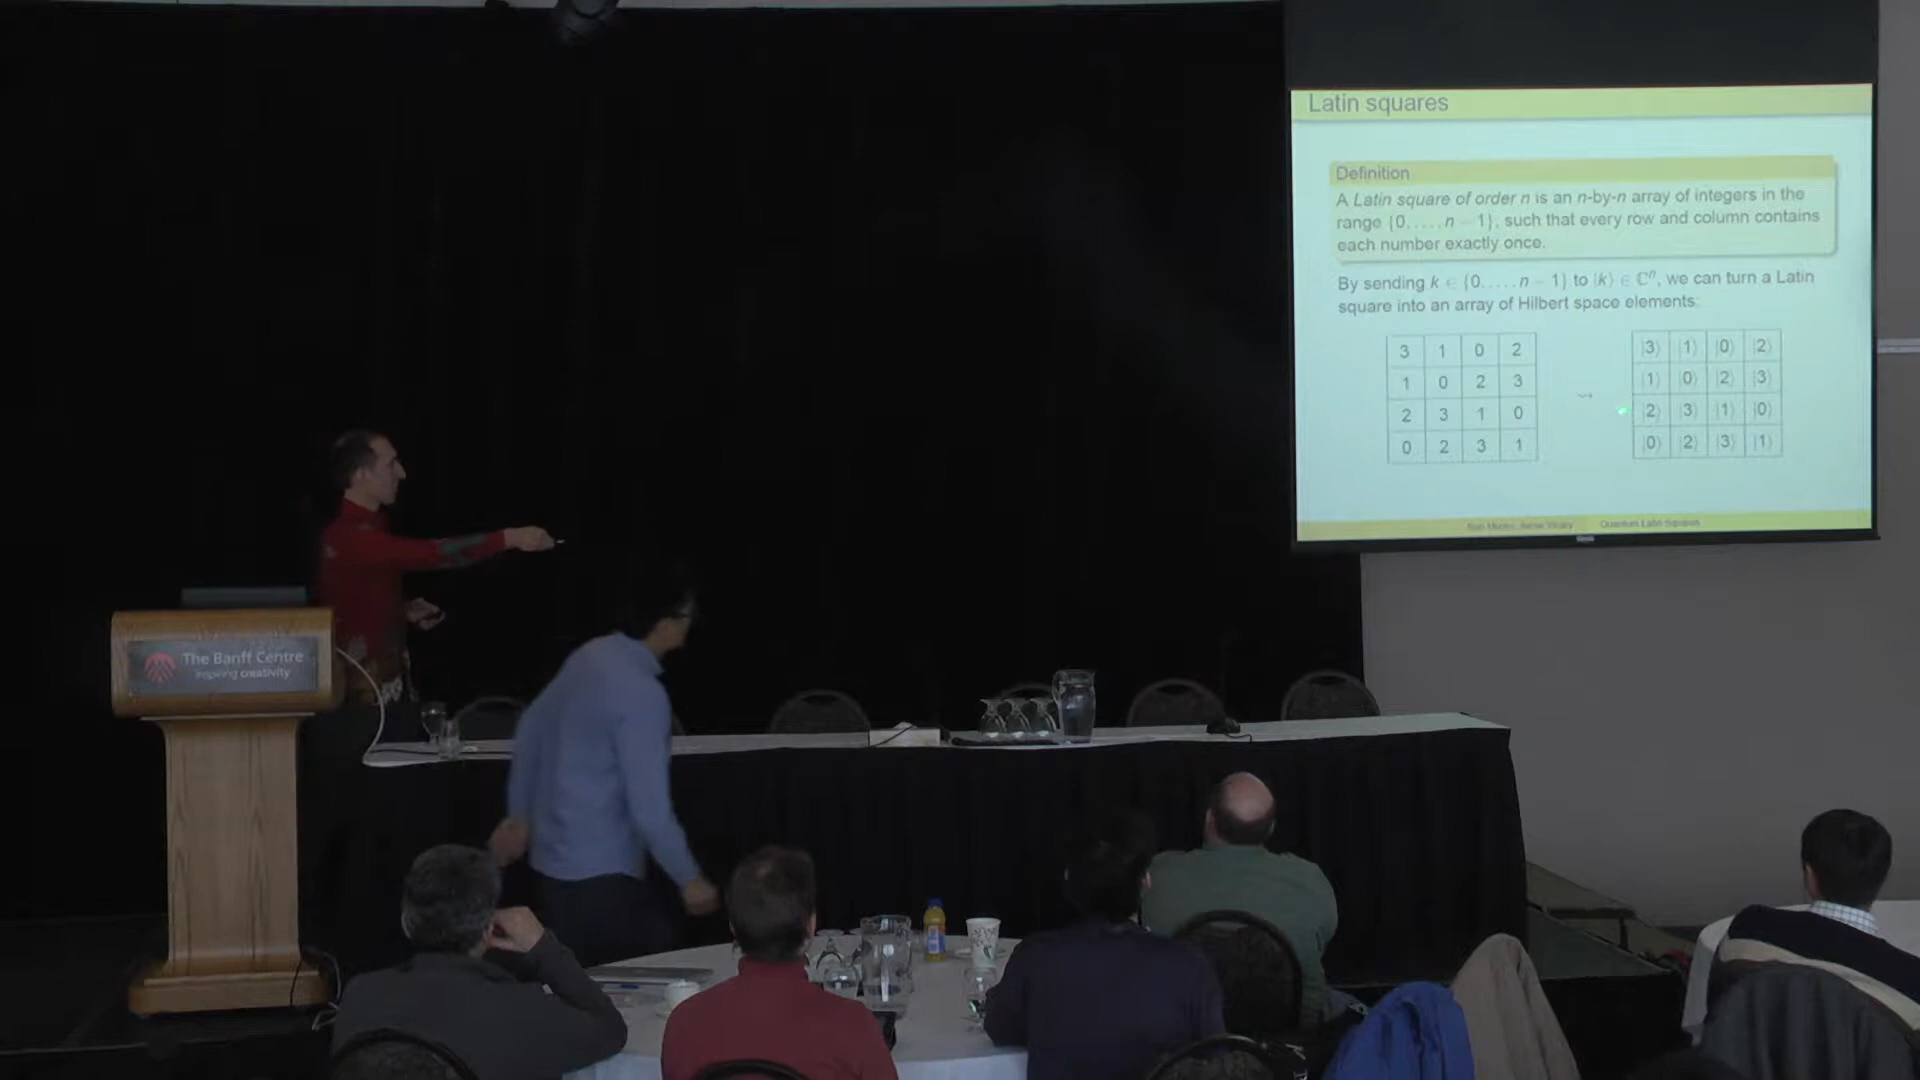 Latin squares
Definition
A Latin square of order n is an n-by-n array of integers in the
range {0, . . . , n − 1}, such that every row and column contains
each number exactly once.
By sending k ∈ {0, . . . , n − 1} to |k⟩ ∈ ℂⁿ, we can turn a Latin
square into an array of Hilbert space elements:
3 1 0 2
1 0 2 3
2 3 1 0
0 2 3 1
⇝
|3⟩ |1⟩ |0⟩ |2⟩
|1⟩ |0⟩ |2⟩ |3⟩
|2⟩ |3⟩ |1⟩ |0⟩
|0⟩ |2⟩ |3⟩ |1⟩
Quantum Latin Squares
The Banff Centre
inspiring creativity